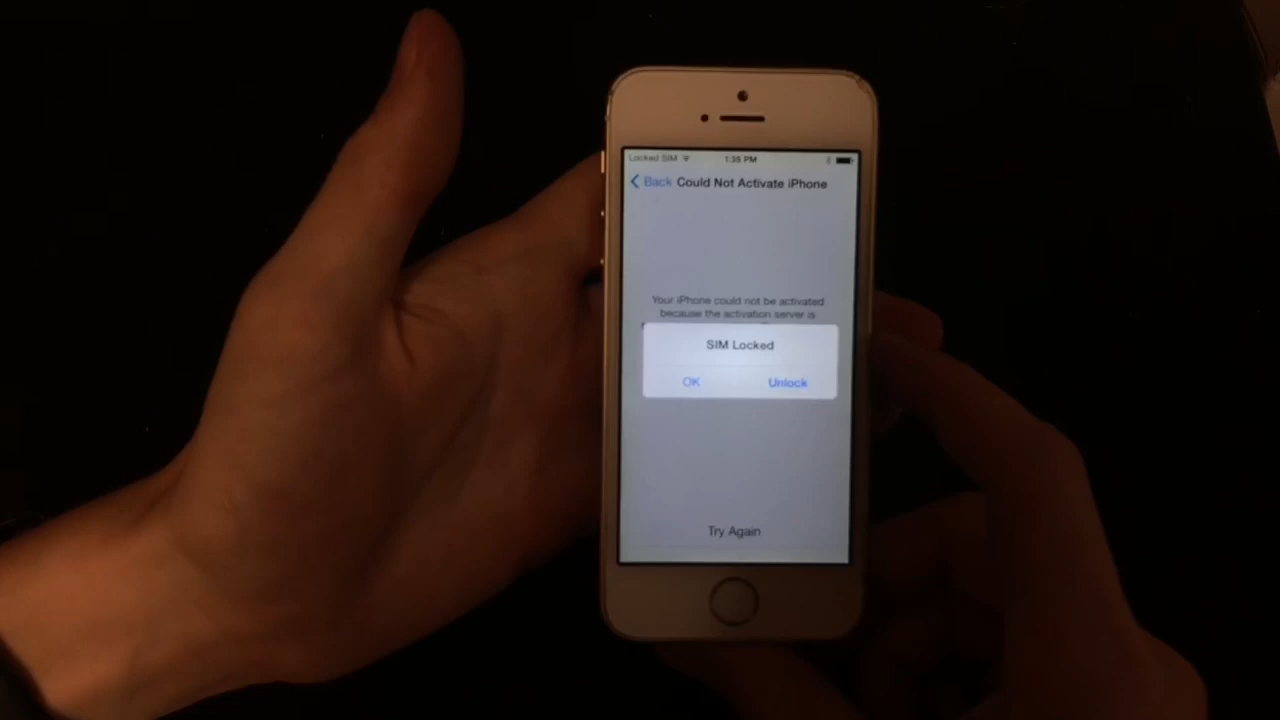 Locked SIM 1:35 PM
Back Could Not Activate iPhone
Your iPhone could not be activated
because the activation server is
SIM Locked
OK Unlock
Try Again